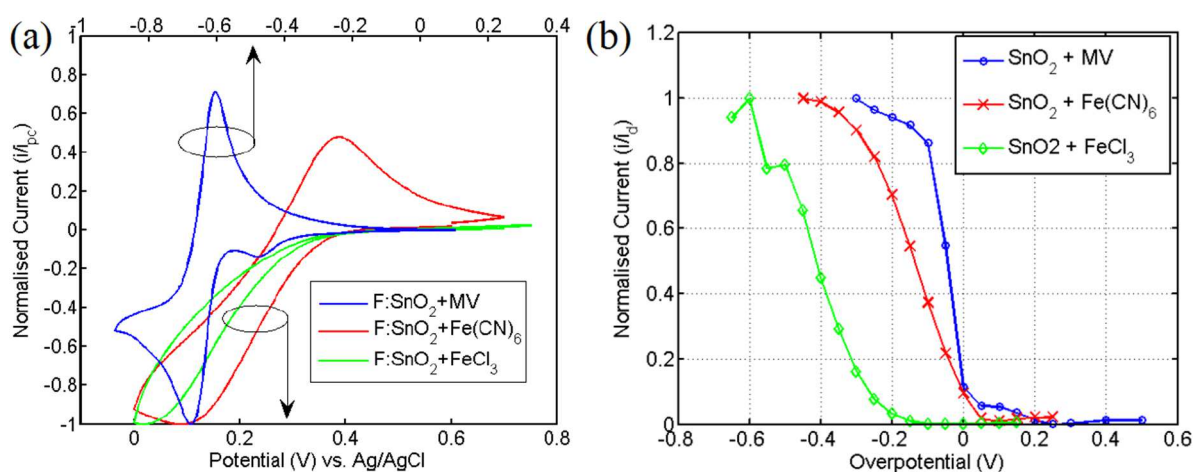 (a)
-1 -0.8 -0.6 -0.4 -0.2 0 0.2
1
0.8
0.6
0.4
0.2
0
-0.2
-0.4
-0.6
-0.8
-1
Normalised Current (i/i_pc)
F:SnO₂+MV
F:SnO₂+Fe(CN)₆
F:SnO₂+FeCl₃
0 0.2 0.4 0.6 0.8
Potential (V) vs. Ag/AgCl
(b)
1.2
1
0.8
0.6
0.4
0.2
0
Normalised Current (i/i_d)
SnO₂ + MV
SnO₂ + Fe(CN)₆
SnO2 + FeCl₃
-0.8 -0.6 -0.4 -0.2 0 0.2 0.4 0.6
Overpotential (V)